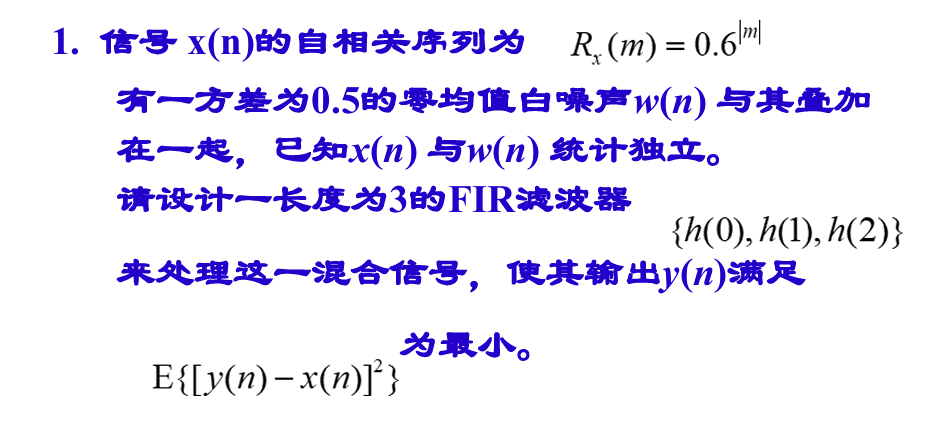 1. 信号 x(n)的自相关序列为 R_x(m) = 0.6^{|m|}
有一方差为0.5的零均值白噪声w(n) 与其叠加
在一起，已知x(n) 与w(n) 统计独立。
请设计一长度为3的FIR滤波器
{h(0), h(1), h(2)}
来处理这一混合信号，使其输出y(n)满足
为最小。
E{[y(n) − x(n)]²}